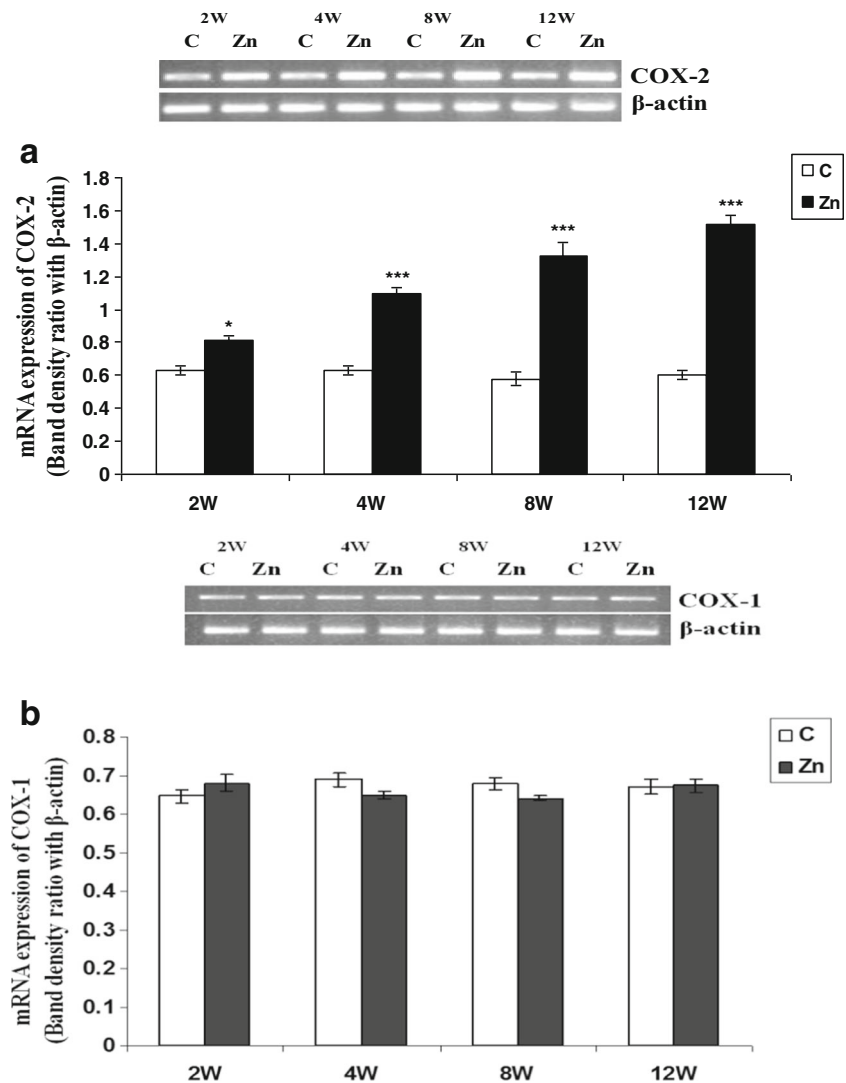 2W 4W 8W 12W
C Zn C Zn C Zn C Zn
COX-2
β-actin
a
mRNA expression of COX-2
(Band density ratio with β-actin)
1.8
1.6
1.4
1.2
1
0.8
0.6
0.4
0.2
0
* *** *** ***
C
Zn
2W 4W 8W 12W
2W 4W 8W 12W
C Zn C Zn C Zn C Zn
COX-1
β-actin
b
mRNA expression of COX-1
(Band density ratio with β-actin)
0.8
0.7
0.6
0.5
0.4
0.3
0.2
0.1
0
C
Zn
2W 4W 8W 12W